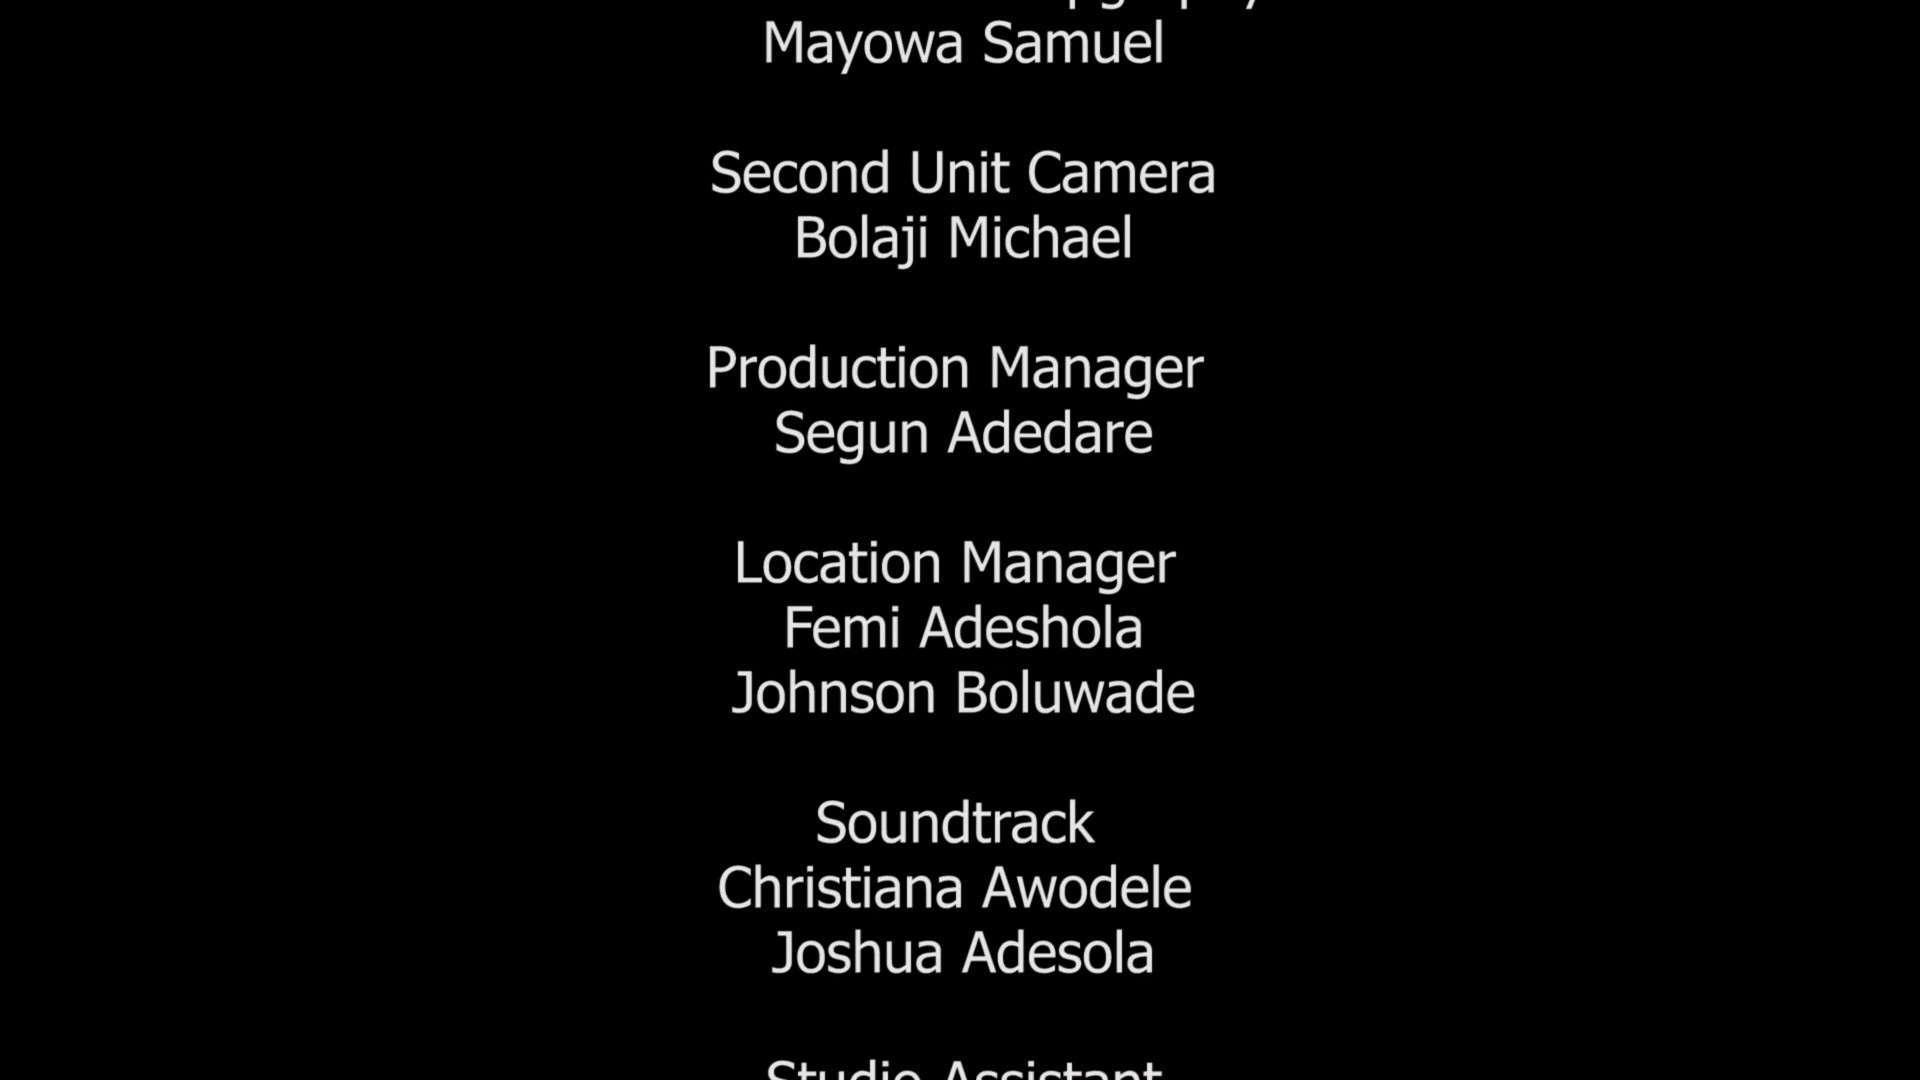 Mayowa Samuel
Second Unit Camera
Bolaji Michael
Production Manager
Segun Adedare
Location Manager
Femi Adeshola
Johnson Boluwade
Soundtrack
Christiana Awodele
Joshua Adesola
Studio Assistant